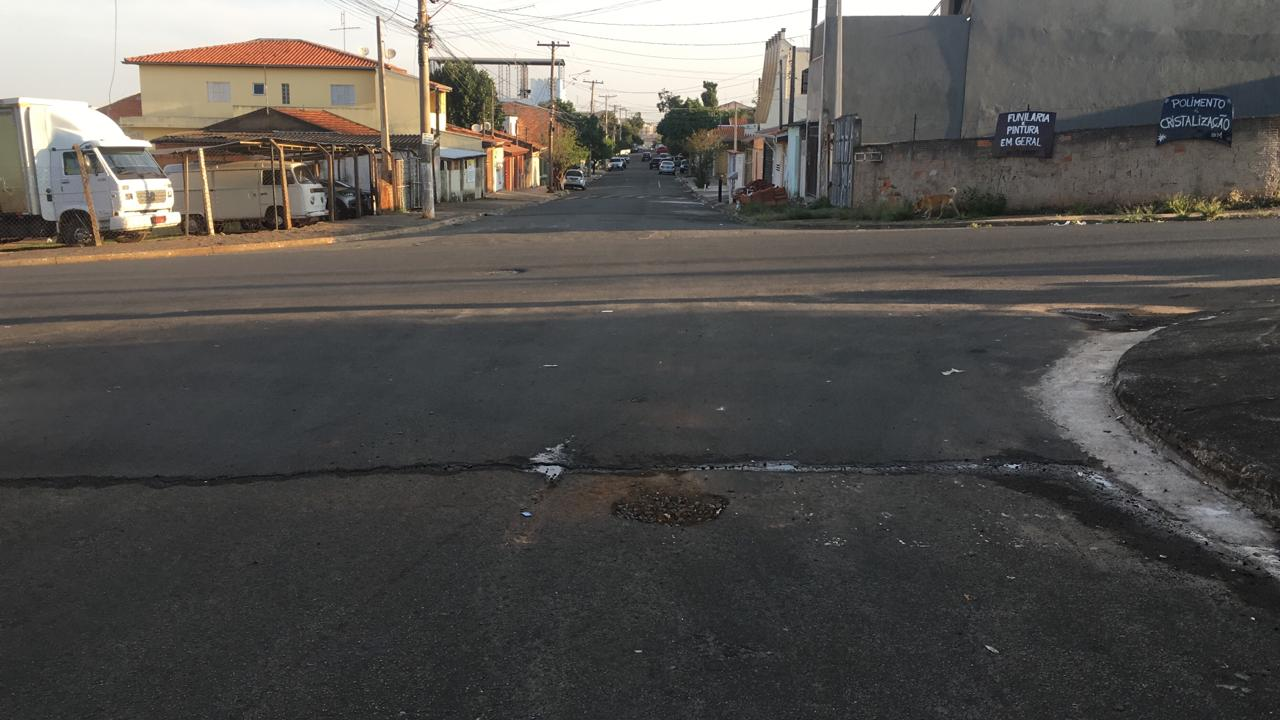 FUNILARIA
PINTURA
EM GERAL
POLIMENTO
CRISTALIZAÇÃO